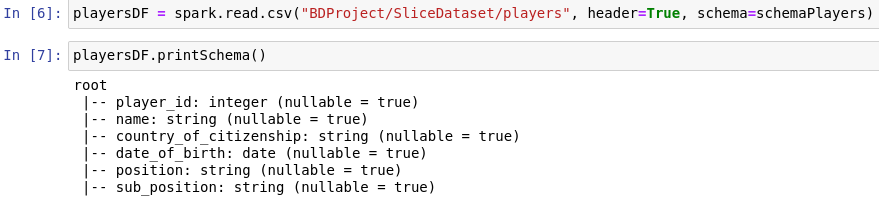 In [6]: playersDF = spark.read.csv("BDProject/SliceDataset/players", header=True, schema=schemaPlayers)
In [7]: playersDF.printSchema()
root
 |-- player_id: integer (nullable = true)
 |-- name: string (nullable = true)
 |-- country_of_citizenship: string (nullable = true)
 |-- date_of_birth: date (nullable = true)
 |-- position: string (nullable = true)
 |-- sub_position: string (nullable = true)